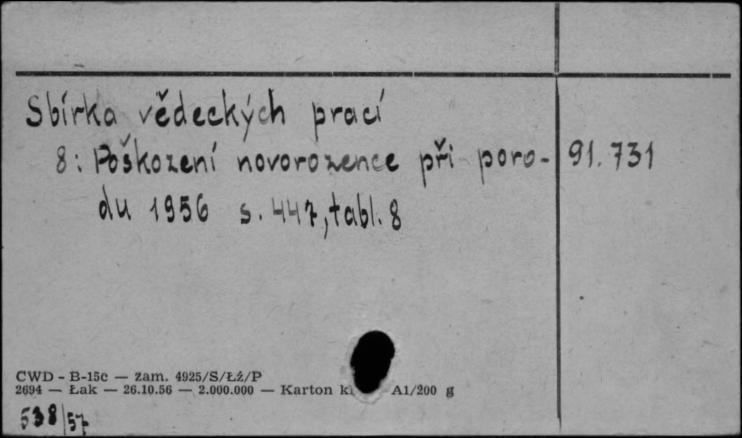 Sbírka vědeckých prací
8: Poškození novorozence při poro- 91.731
du 1956 s. 447, tabl. 8
CWD - B-15c — zam. 4925/S/Łź/P
2694 — Łak — 26.10.56 — 2.000.000 — Karton A1/200 g
538/57